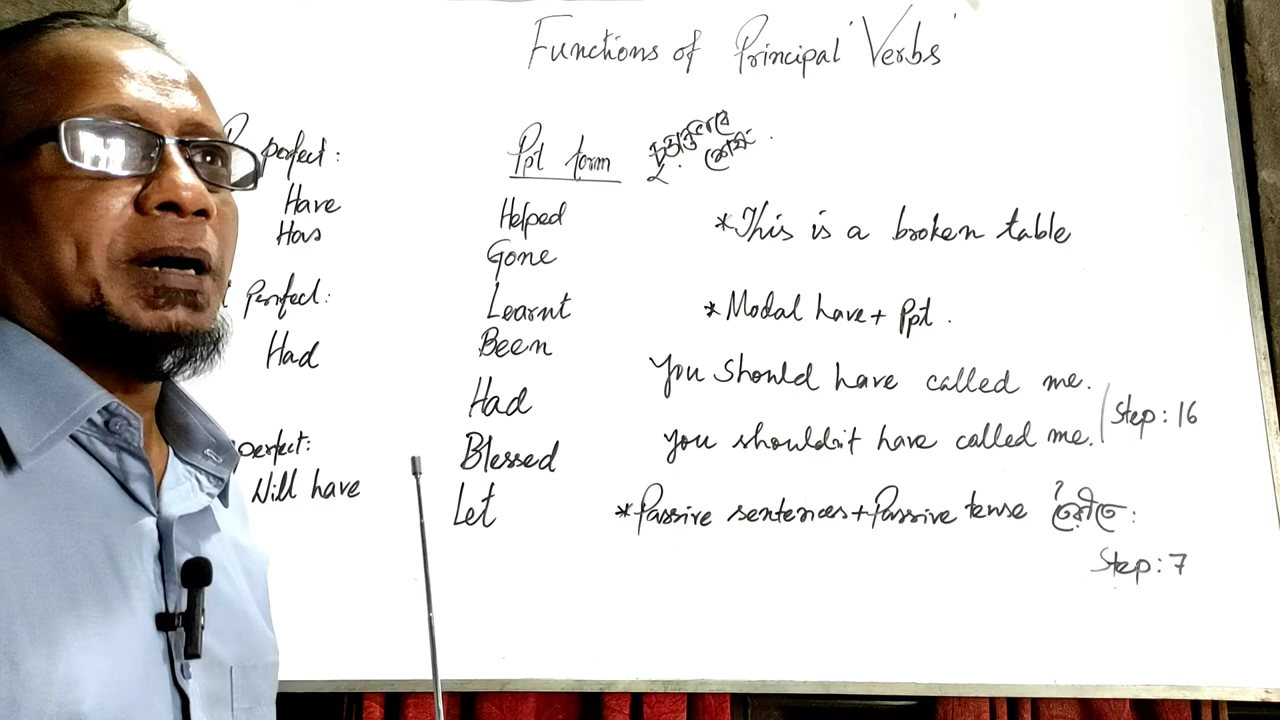 Functions of Principal 'Verbs'
perfect:
Have
Has
Perfect:
Had
perfect:
Will have
Ppt form
Helped
Gone
Learnt
Been
Had
Blessed
Let
*This is a broken table
*Modal have + Ppt.
You should have called me.
You shouldn't have called me.
Step: 16
*Passive sentences + Passive tense তৈরীতে:
Step: 7